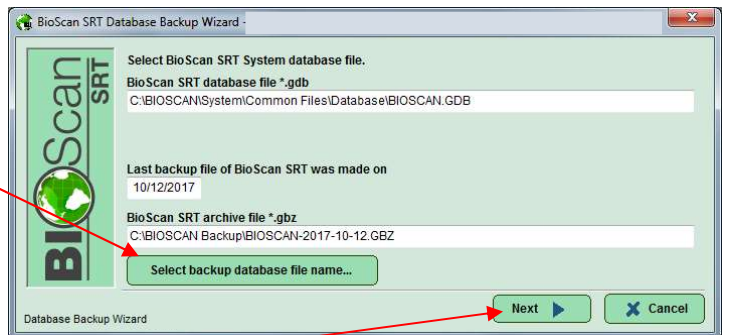 BioScan SRT Database Backup Wizard -
BIOScan
SRT
Select BioScan SRT System database file.
BioScan SRT database file *.gdb
C:\BIOSCAN\System\Common Files\Database\BIOSCAN.GDB
Last backup file of BioScan SRT was made on
10/12/2017
BioScan SRT archive file *.gbz
C:\BIOSCAN Backup\BIOSCAN-2017-10-12.GBZ
Select backup database file name...
Database Backup Wizard
Next
Cancel